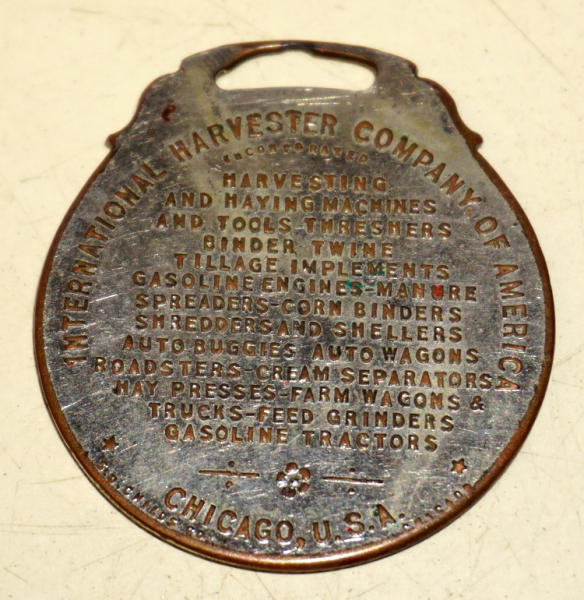 INTERNATIONAL HARVESTER COMPANY OF AMERICA
INCORPORATED
HARVESTING
AND HAYING MACHINES
AND TOOLS-THRESHERS
BINDER TWINE
TILLAGE IMPLEMENTS
GASOLINE ENGINES-MANURE
SPREADERS-CORN BINDERS
SHREDDERS AND SHELLERS
AUTO BUGGIES AUTO WAGONS
ROADSTERS-CREAM SEPARATORS
HAY PRESSES-FARM WAGONS &
TRUCKS-FEED GRINDERS
GASOLINE TRACTORS
CHICAGO, U.S.A.
CHILDS